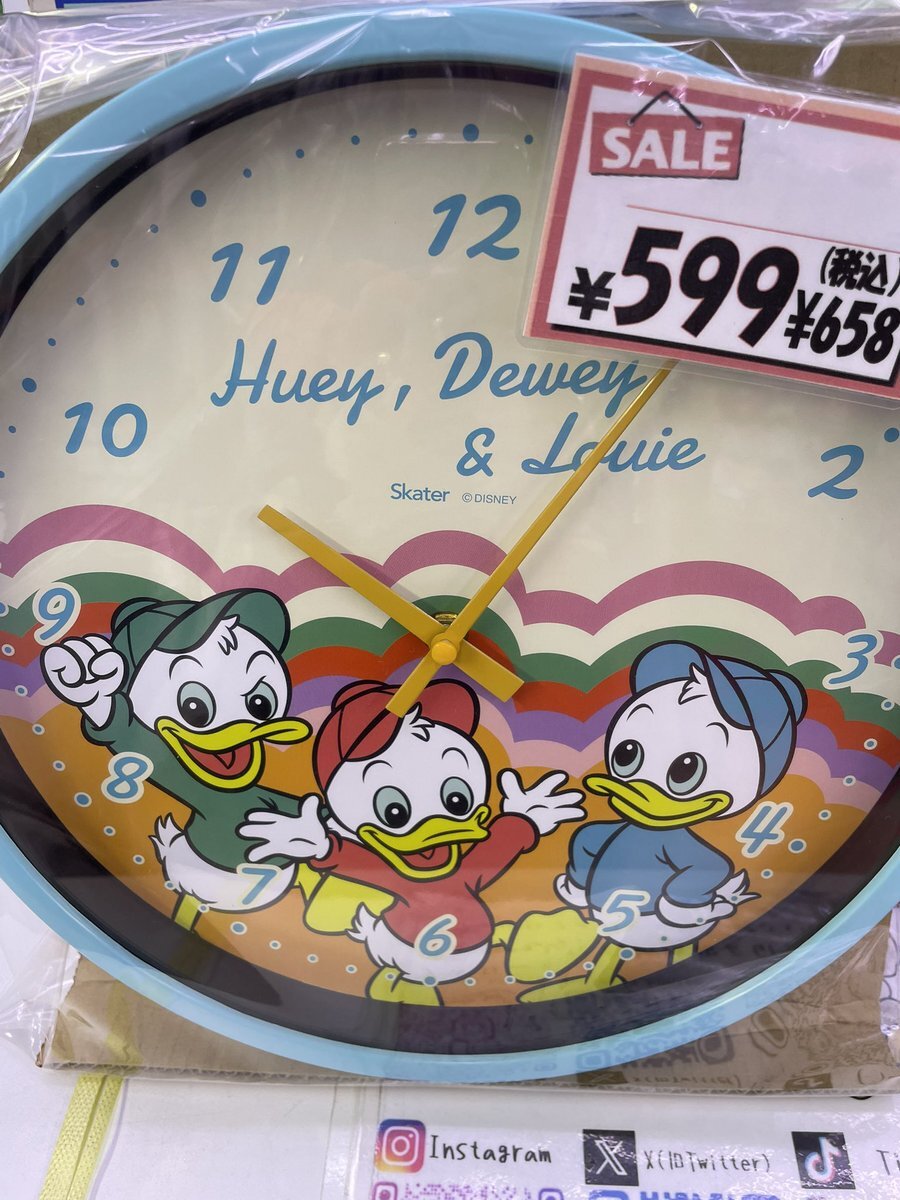 SALE
¥599
(税込)
¥658
12
11
10
Huey, Dewey
& Louie
2
Skater ©DISNEY
9
3
8
4
7
5
6
Instagram
X(旧Twitter)